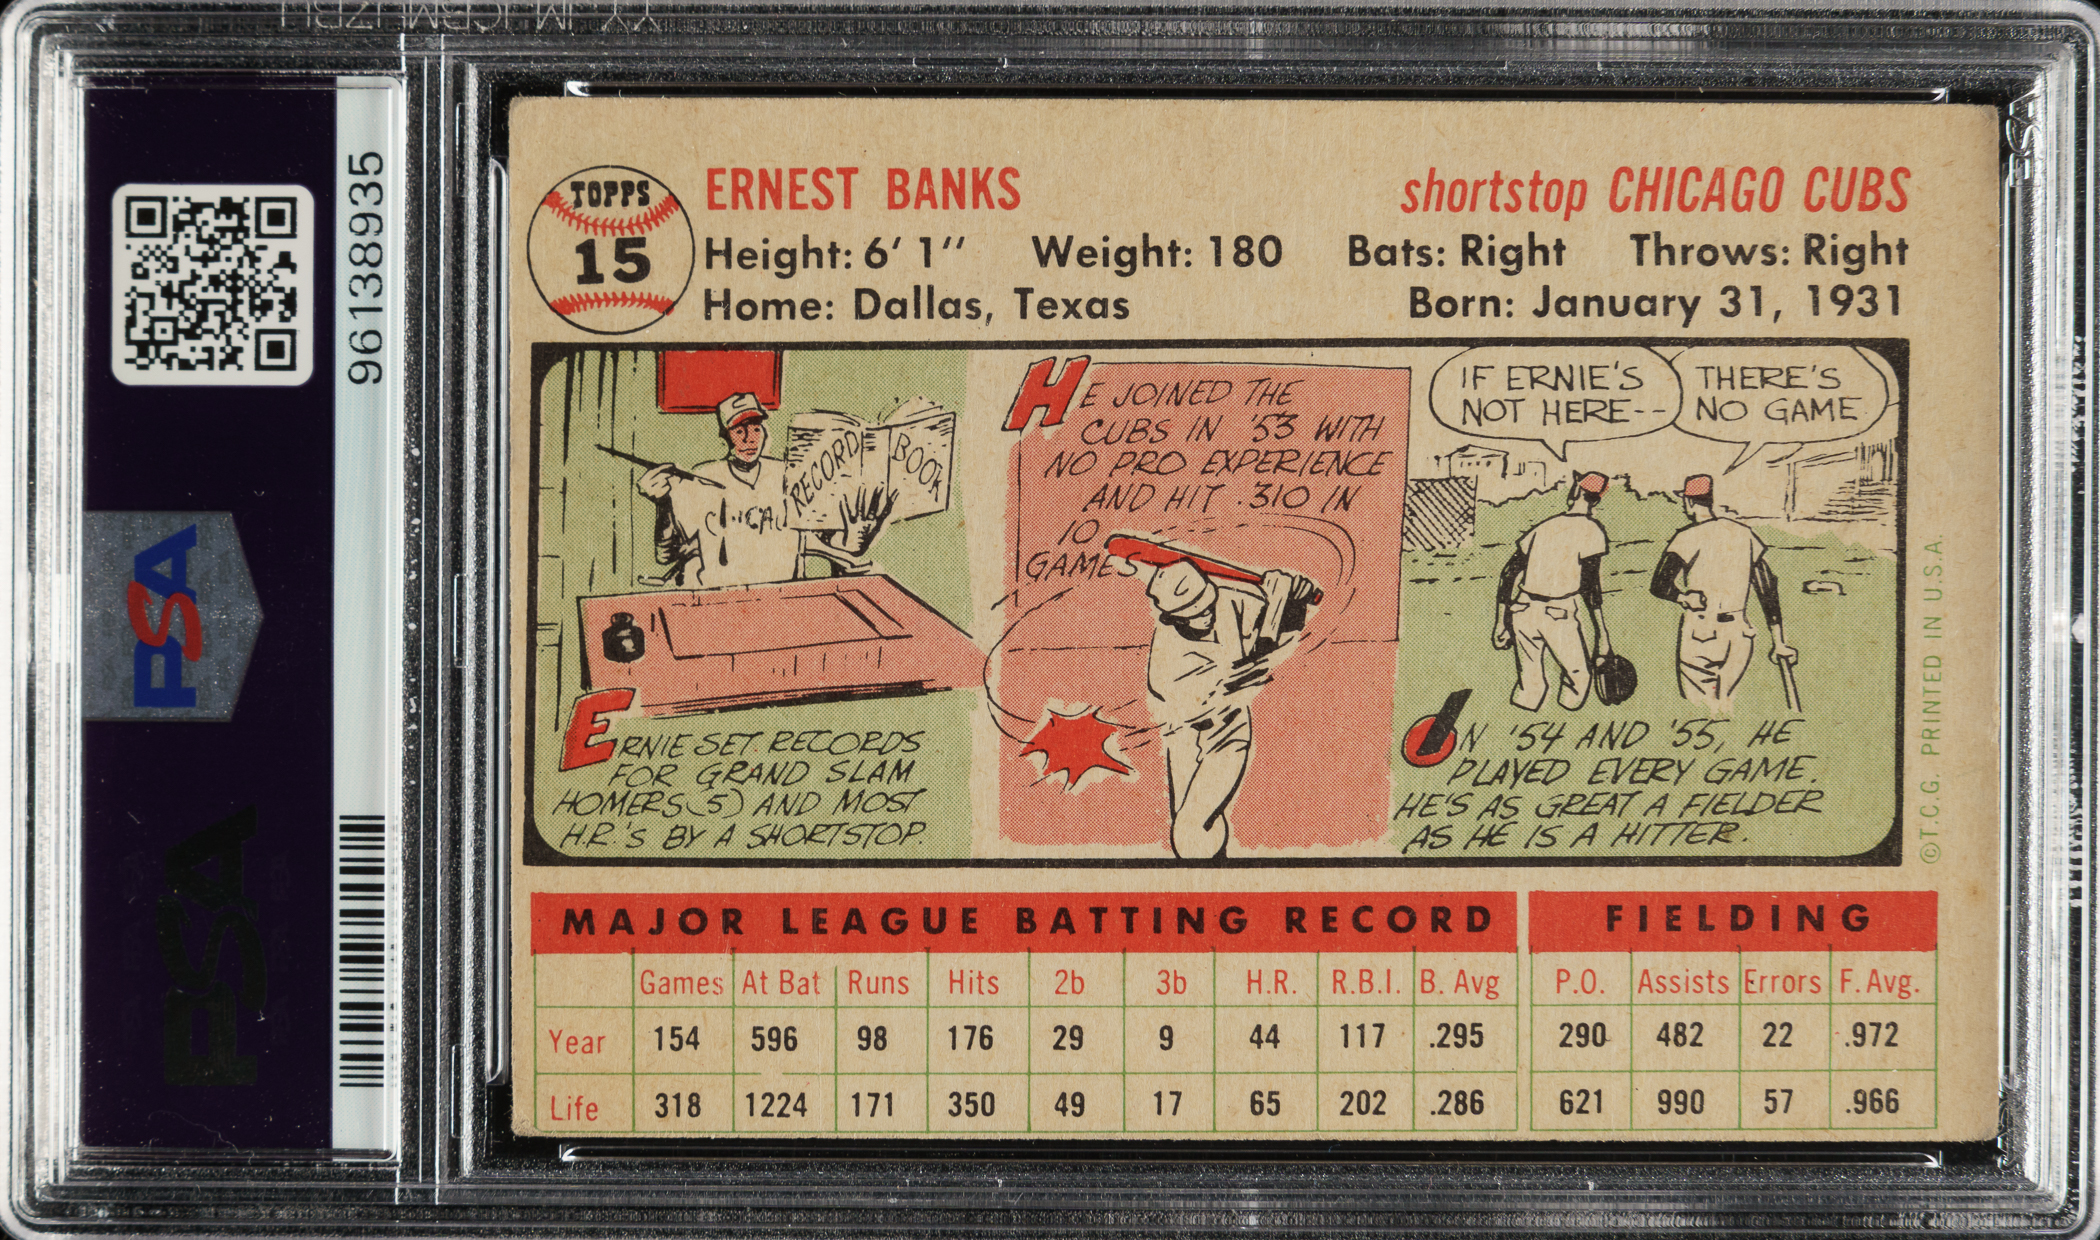 96138935
PSA
PSA
TOPPS
15
ERNEST BANKS
shortstop CHICAGO CUBS
Height: 6' 1" Weight: 180 Bats: Right Throws: Right
Home: Dallas, Texas Born: January 31, 1931
RECORD BOOK
CHICAG
ERNIE SET RECORDS
FOR GRAND SLAM
HOMERS (5) AND MOST
H.R.'S BY A SHORTSTOP.
HE JOINED THE
CUBS IN '53 WITH
NO PRO EXPERIENCE
AND HIT .310 IN
10
GAMES
IF ERNIE'S
NOT HERE--
THERE'S
NO GAME
IN '54 AND '55, HE
PLAYED EVERY GAME.
HE'S AS GREAT A FIELDER
AS HE IS A HITTER.
©T.C.G. PRINTED IN U.S.A.
MAJOR LEAGUE BATTING RECORD FIELDING
Games At Bat Runs Hits 2b 3b H.R. R.B.I. B. Avg P.O. Assists Errors F. Avg.
Year 154 596 98 176 29 9 44 117 .295 290 482 22 .972
Life 318 1224 171 350 49 17 65 202 .286 621 990 57 .966